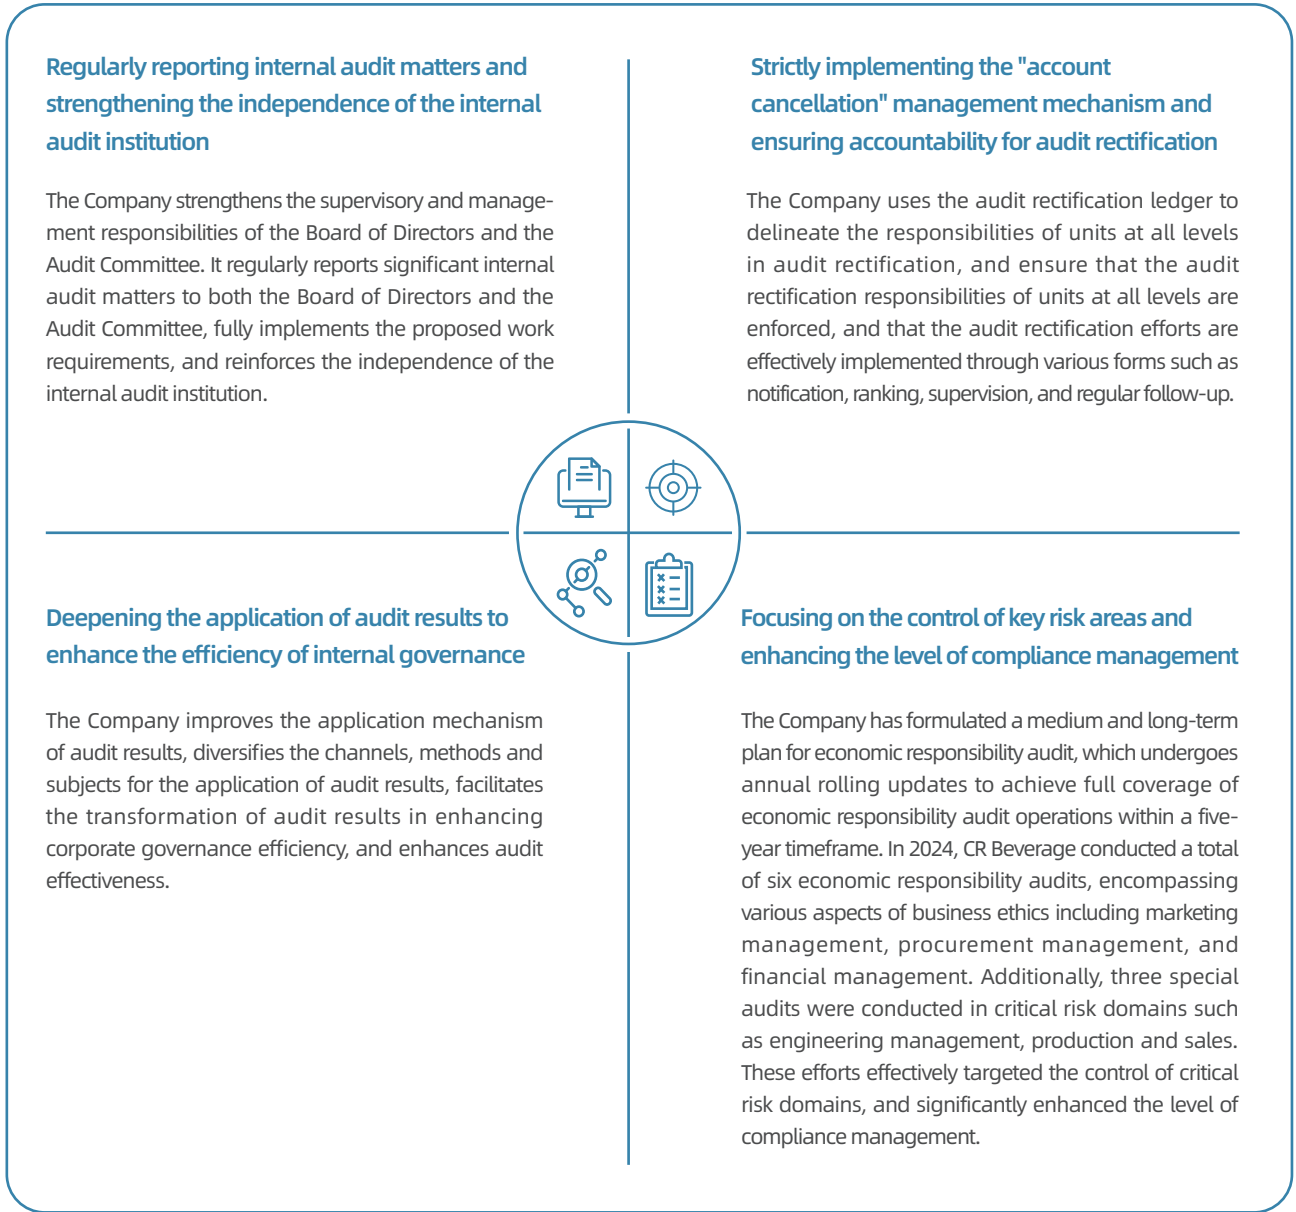 Regularly reporting internal audit matters and
strengthening the independence of the internal
audit institution
The Company strengthens the supervisory and manage-
ment responsibilities of the Board of Directors and the
Audit Committee. It regularly reports significant internal
audit matters to both the Board of Directors and the
Audit Committee, fully implements the proposed work
requirements, and reinforces the independence of the
internal audit institution.
Strictly implementing the "account
cancellation" management mechanism and
ensuring accountability for audit rectification
The Company uses the audit rectification ledger to
delineate the responsibilities of units at all levels
in audit rectification, and ensure that the audit
rectification responsibilities of units at all levels are
enforced, and that the audit rectification efforts are
effectively implemented through various forms such as
notification, ranking, supervision, and regular follow-up.
Deepening the application of audit results to
enhance the efficiency of internal governance
The Company improves the application mechanism
of audit results, diversifies the channels, methods and
subjects for the application of audit results, facilitates
the transformation of audit results in enhancing
corporate governance efficiency, and enhances audit
effectiveness.
Focusing on the control of key risk areas and
enhancing the level of compliance management
The Company has formulated a medium and long-term
plan for economic responsibility audit, which undergoes
annual rolling updates to achieve full coverage of
economic responsibility audit operations within a five-
year timeframe. In 2024, CR Beverage conducted a total
of six economic responsibility audits, encompassing
various aspects of business ethics including marketing
management, procurement management, and
financial management. Additionally, three special
audits were conducted in critical risk domains such
as engineering management, production and sales.
These efforts effectively targeted the control of critical
risk domains, and significantly enhanced the level of
compliance management.